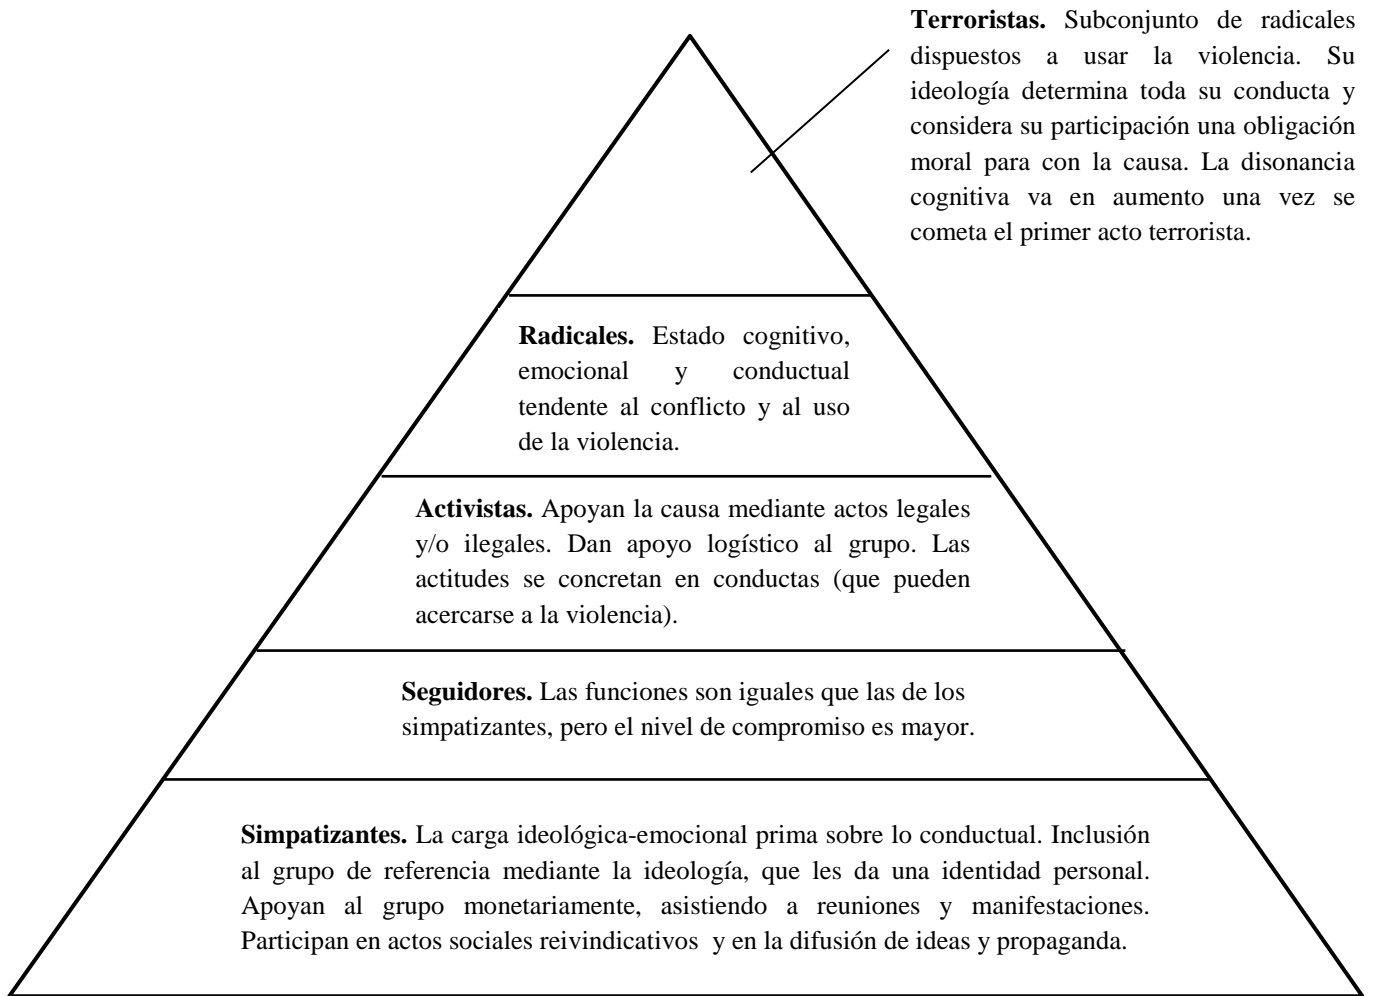 Terroristas. Subconjunto de radicales
dispuestos a usar la violencia. Su
ideología determina toda su conducta y
considera su participación una obligación
moral para con la causa. La disonancia
cognitiva va en aumento una vez se
cometa el primer acto terrorista.
Radicales. Estado cognitivo,
emocional y conductual
tendente al conflicto y al uso
de la violencia.
Activistas. Apoyan la causa mediante actos legales
y/o ilegales. Dan apoyo logístico al grupo. Las
actitudes se concretan en conductas (que pueden
acercarse a la violencia).
Seguidores. Las funciones son iguales que las de los
simpatizantes, pero el nivel de compromiso es mayor.
Simpatizantes. La carga ideológica-emocional prima sobre lo conductual. Inclusión
al grupo de referencia mediante la ideología, que les da una identidad personal.
Apoyan al grupo monetariamente, asistiendo a reuniones y manifestaciones.
Participan en actos sociales reivindicativos y en la difusión de ideas y propaganda.